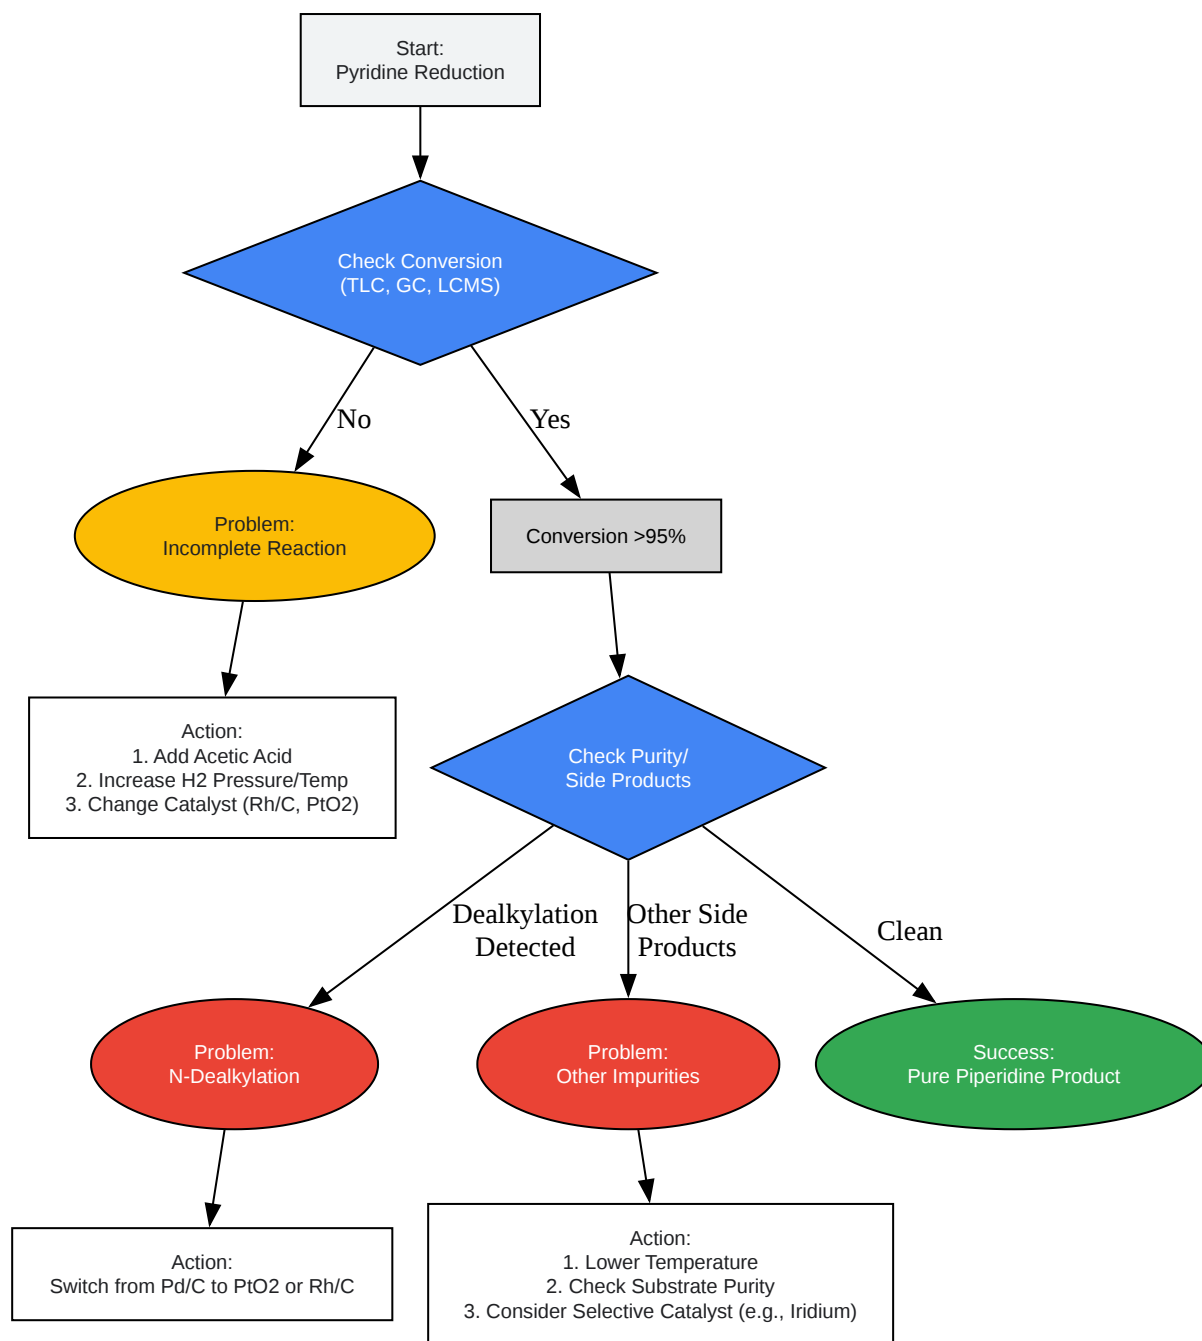 Start:
Pyridine Reduction
Check Conversion
(TLC, GC, LCMS)
No
Yes
Problem:
Incomplete Reaction
Conversion >95%
Action:
1. Add Acetic Acid
2. Increase H2 Pressure/Temp
3. Change Catalyst (Rh/C, PtO2)
Check Purity/
Side Products
Dealkylation
Detected
Other Side
Products
Clean
Problem:
N-Dealkylation
Problem:
Other Impurities
Success:
Pure Piperidine Product
Action:
Switch from Pd/C to PtO2 or Rh/C
Action:
1. Lower Temperature
2. Check Substrate Purity
3. Consider Selective Catalyst (e.g., Iridium)